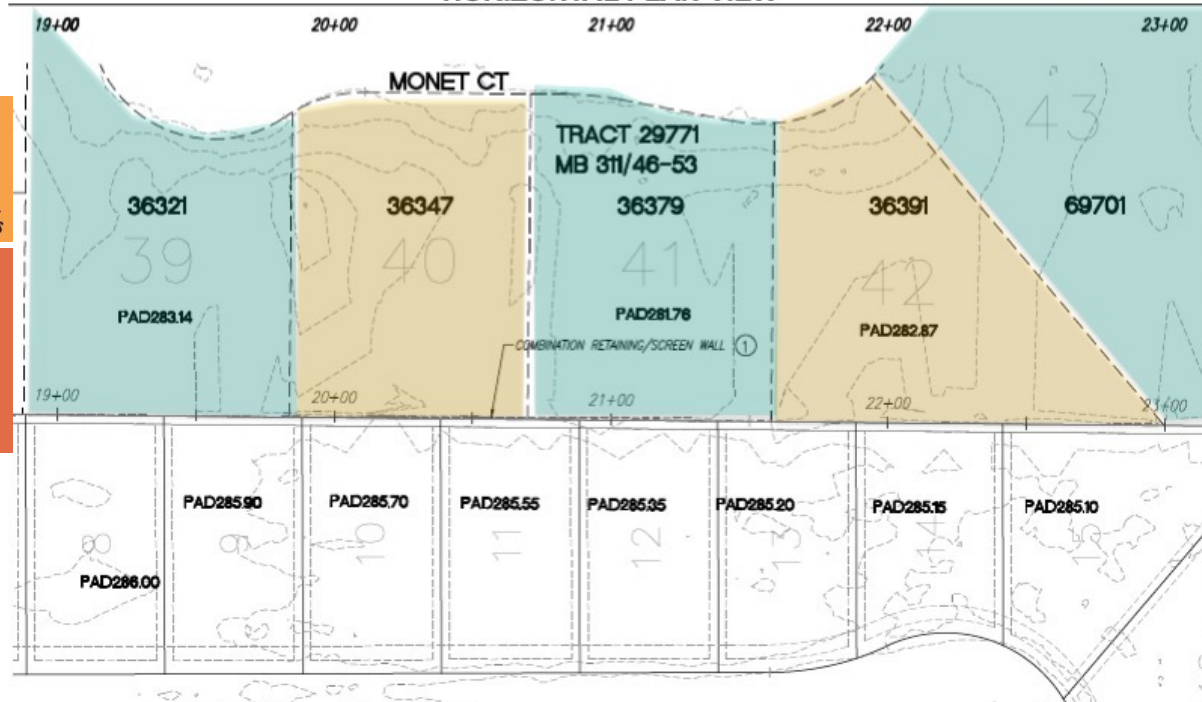 19+00
20+00
21+00
22+00
23+00
MONET CT
TRACT 29771
MB 311/46-53
36321
36347
36379
36391
69701
39
40
41
42
43
PAD283.14
PAD281.76
PAD282.87
COMBINATION RETAINING/SCREEN WALL 1
19+00
20+00
21+00
22+00
23+00
PAD286.00
PAD285.90
PAD285.70
PAD285.55
PAD285.35
PAD285.20
PAD285.15
PAD285.10
8
9
10
11
12
13
14
15